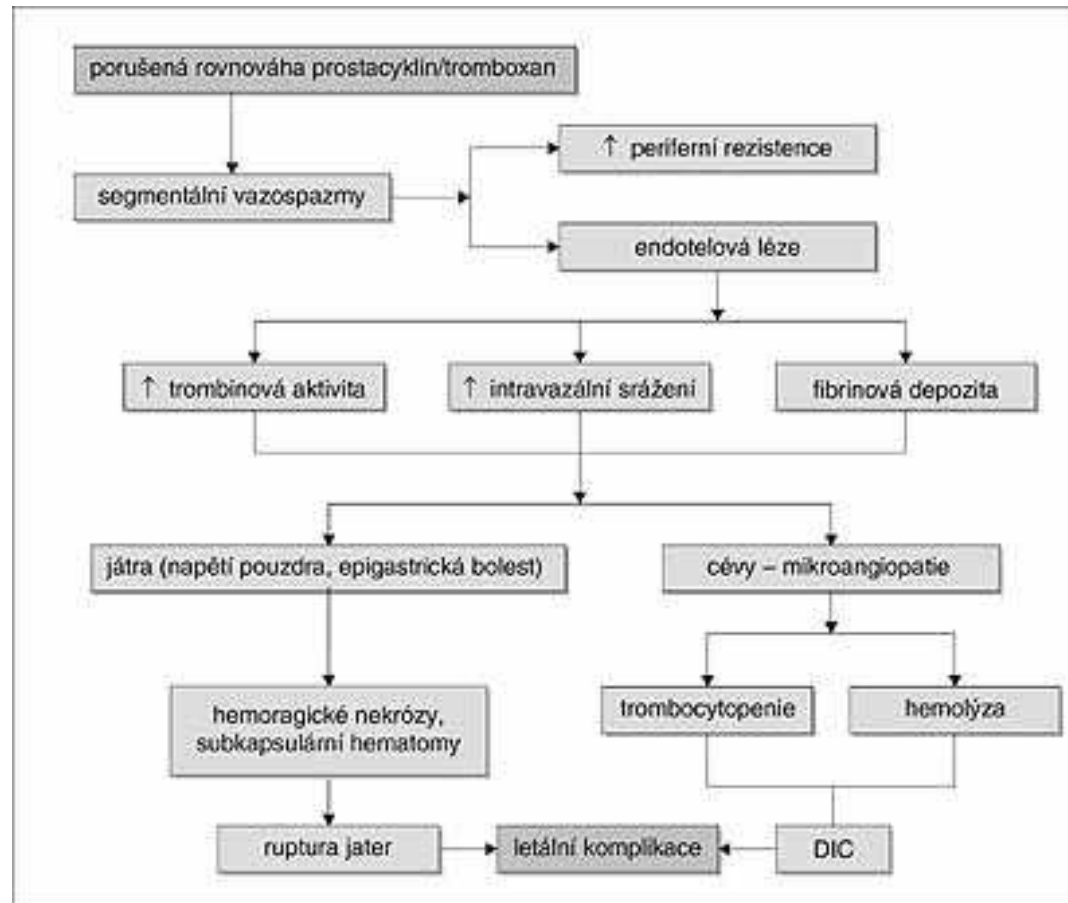 porušená rovnováha prostacyklin/tromboxan
↑ periferní rezistence
segmentální vazospazmy
endotelová léze
↑ trombinová aktivita
↑ intravazální srážení
fibrinová depozita
játra (napětí pouzdra, epigastrická bolest)
cévy – mikroangiopatie
hemoragické nekrózy,
subkapsulární hematomy
trombocytopenie
hemolýza
ruptura jater
letální komplikace
DIC